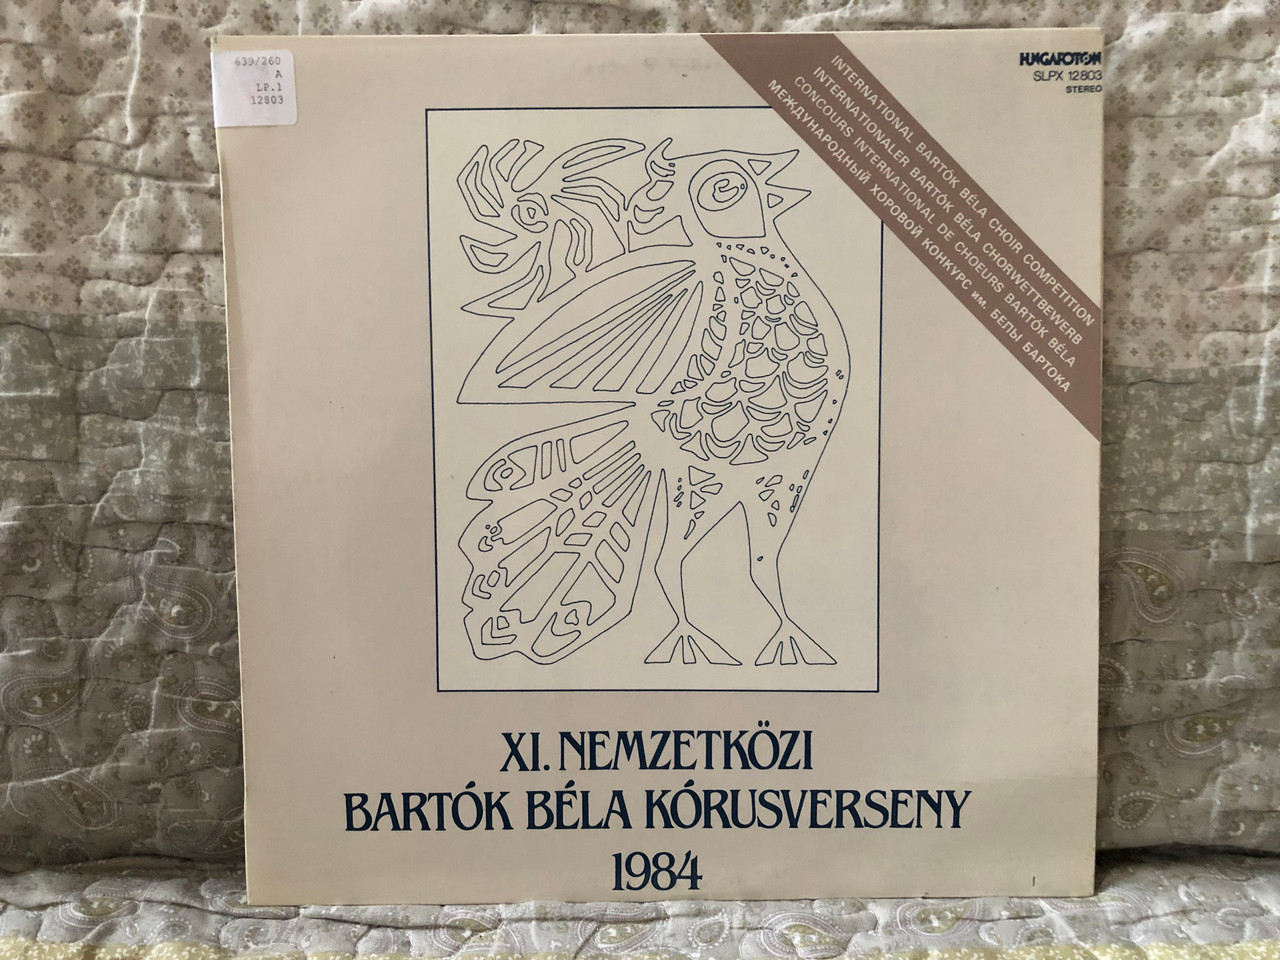 639/260
A
LP.1
12803
HUNGAROTON
SLPX 12803
STEREO
INTERNATIONAL BARTÓK BÉLA CHOIR COMPETITION
INTERNATIONALER BARTÓK BÉLA CHORWETTBEWERB
CONCOURS INTERNATIONAL DE CHOEURS BARTÓK BÉLA
МЕЖДУНАРОДНЫЙ ХОРОВОЙ КОНКУРС им. БЕЛЫ БАРТОКА
XI. NEMZETKÖZI
BARTÓK BÉLA KÓRUSVERSENY
1984